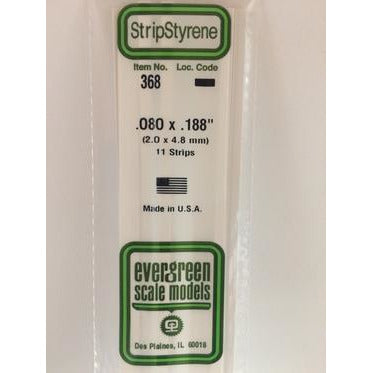 StripStyrene
Item No. Loc. Code
368
.080 x .188"
(2.0 x 4.8 mm)
11 Strips
Made in U.S.A.
evergreen
scale models
Des Plaines, IL 60018